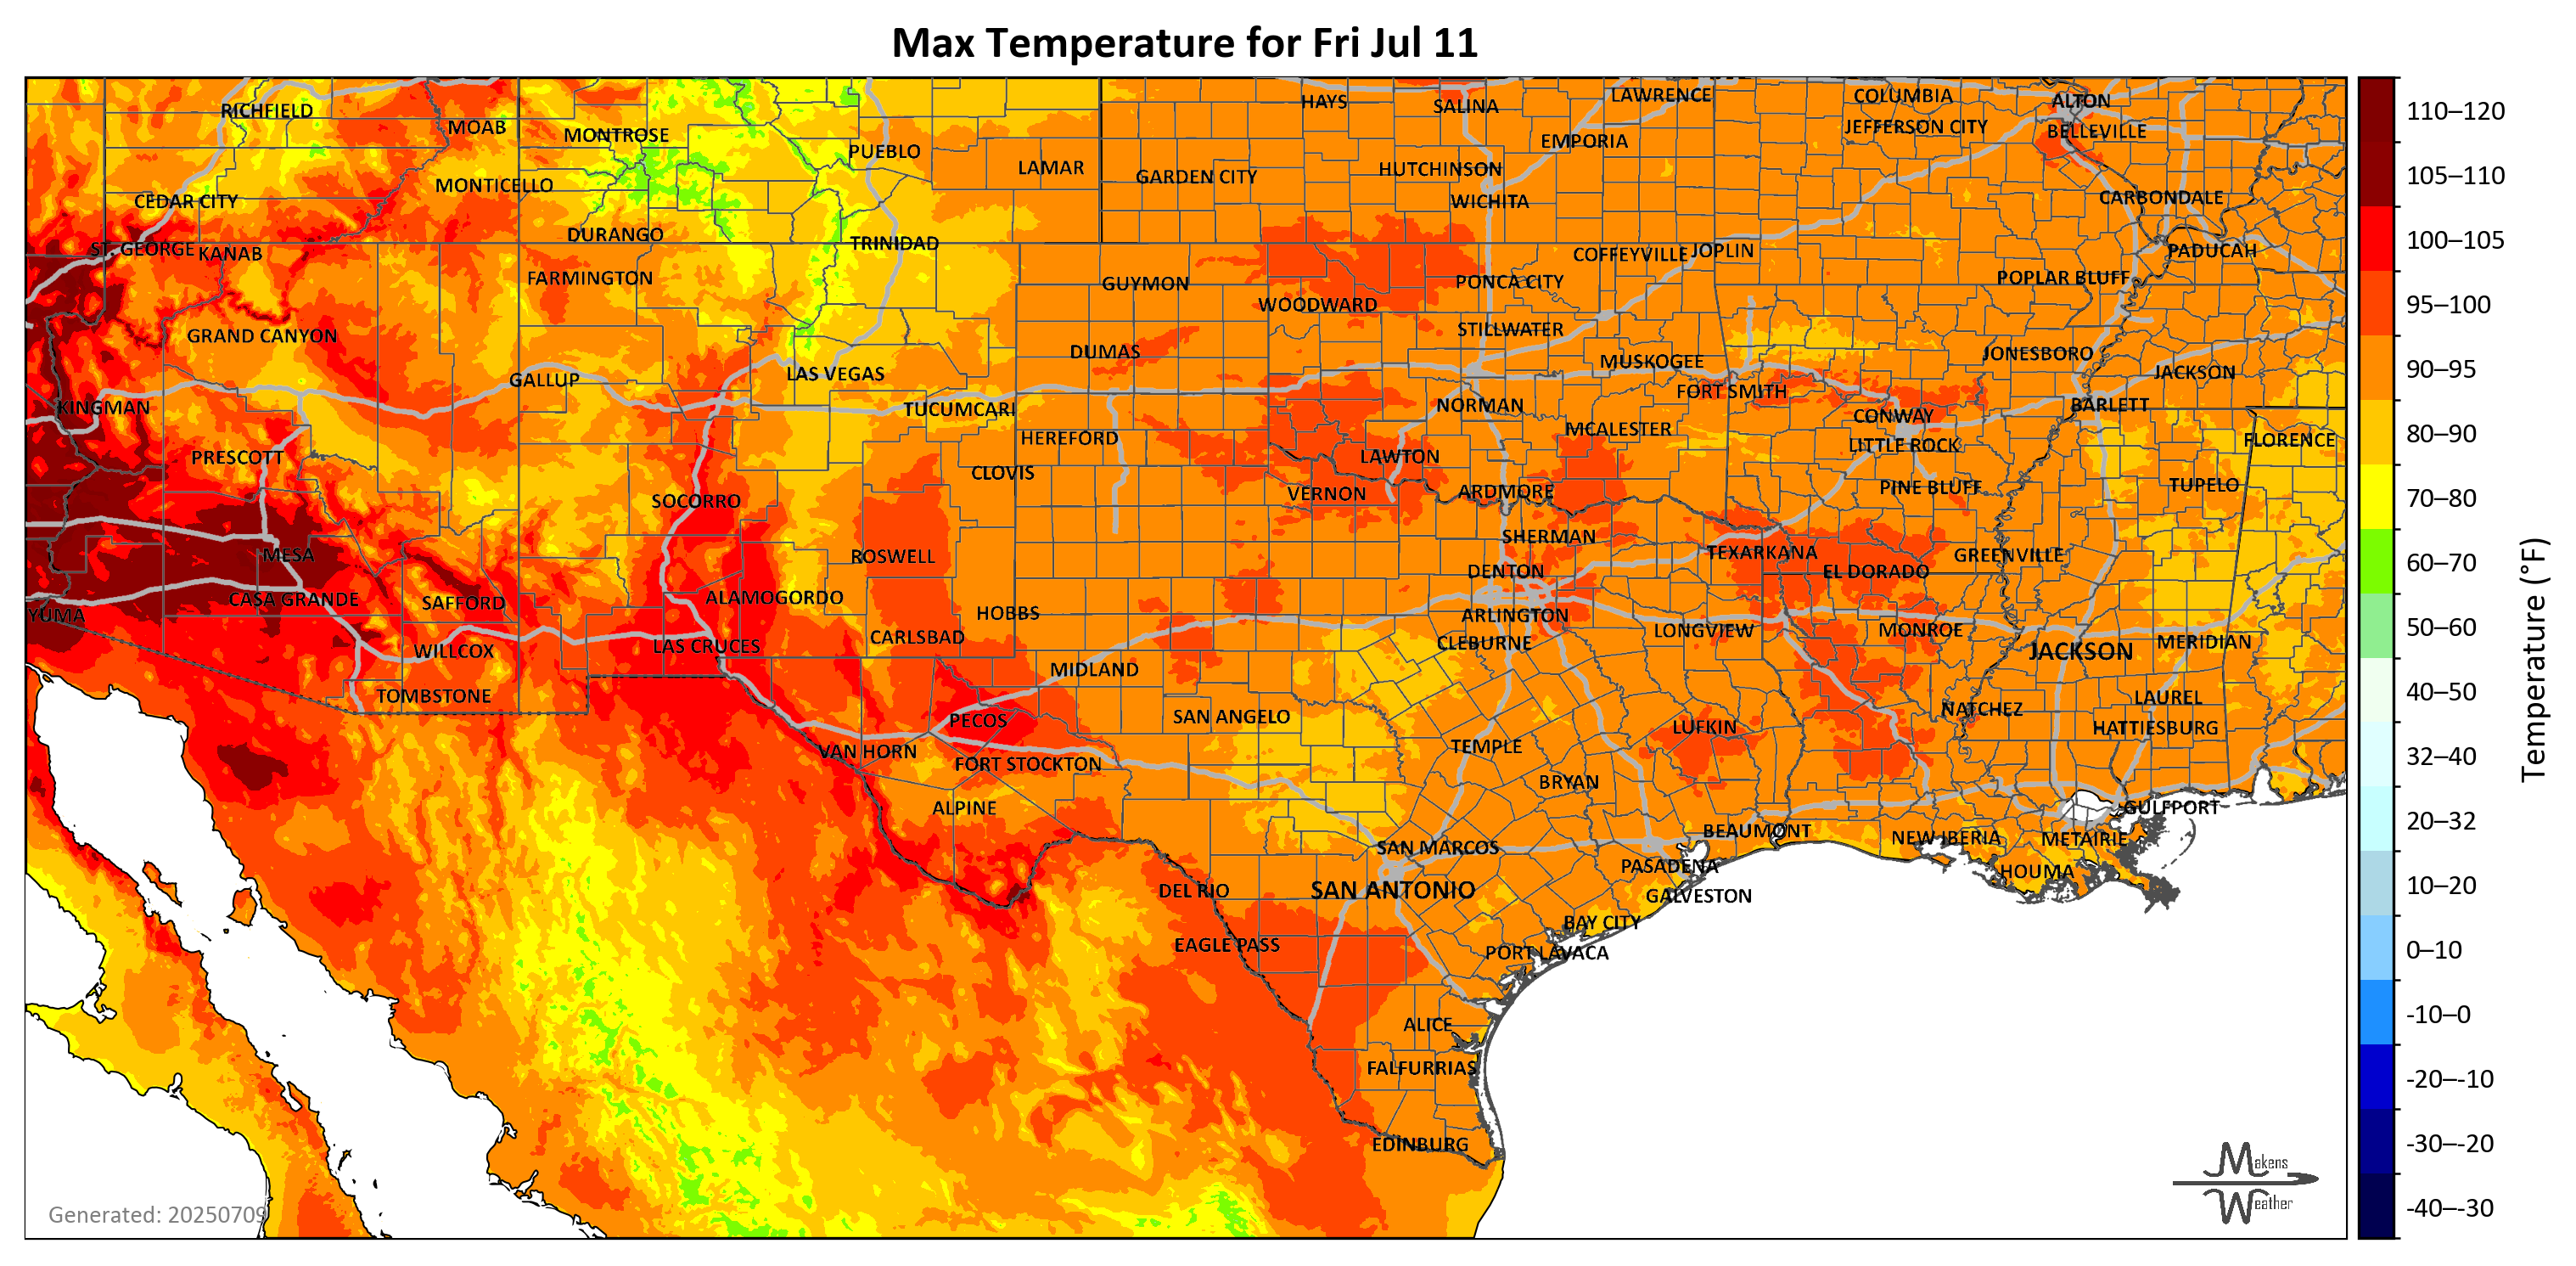 Max Temperature for Fri Jul 11
RICHFIELD
MOAB
MONTROSE
PUEBLO
LAMAR
HAYS
SALINA
LAWRENCE
COLUMBIA
ALTON
JEFFERSON CITY
BELLEVILLE
EMPORIA
GARDEN CITY
HUTCHINSON
MONTICELLO
CEDAR CITY
WICHITA
CARBONDALE
DURANGO
TRINIDAD
ST. GEORGE
KANAB
COFFEYVILLE
JOPLIN
PADUCAH
FARMINGTON
GUYMON
PONCA CITY
POPLAR BLUFF
WOODWARD
GRAND CANYON
STILLWATER
DUMAS
MUSKOGEE
JONESBORO
GALLUP
LAS VEGAS
JACKSON
FORT SMITH
KINGMAN
TUCUMCARI
NORMAN
CONWAY
BARLETT
HEREFORD
MCALESTER
LITTLE ROCK
FLORENCE
PRESCOTT
LAWTON
CLOVIS
SOCORRO
VERNON
ARDMORE
PINE BLUFF
TUPELO
SHERMAN
MESA
ROSWELL
TEXARKANA
GREENVILLE
DENTON
EL DORADO
CASA GRANDE
SAFFORD
ALAMOGORDO
YUMA
HOBBS
ARLINGTON
LONGVIEW
MONROE
WILLCOX
LAS CRUCES
CARLSBAD
CLEBURNE
JACKSON
MERIDIAN
MIDLAND
TOMBSTONE
LAUREL
PECOS
SAN ANGELO
NATCHEZ
LUFKIN
HATTIESBURG
VAN HORN
TEMPLE
FORT STOCKTON
BRYAN
ALPINE
GULFPORT
BEAUMONT
NEW IBERIA
METAIRIE
SAN MARCOS
PASADENA
HOUMA
DEL RIO
SAN ANTONIO
GALVESTON
BAY CITY
EAGLE PASS
PORT LAVACA
ALICE
FALFURRIAS
EDINBURG
Generated: 20250709
Makens
Weather
110–120
105–110
100–105
95–100
90–95
80–90
70–80
60–70
50–60
40–50
32–40
20–32
10–20
0–10
-10–0
-20–-10
-30–-20
-40–-30
Temperature (°F)